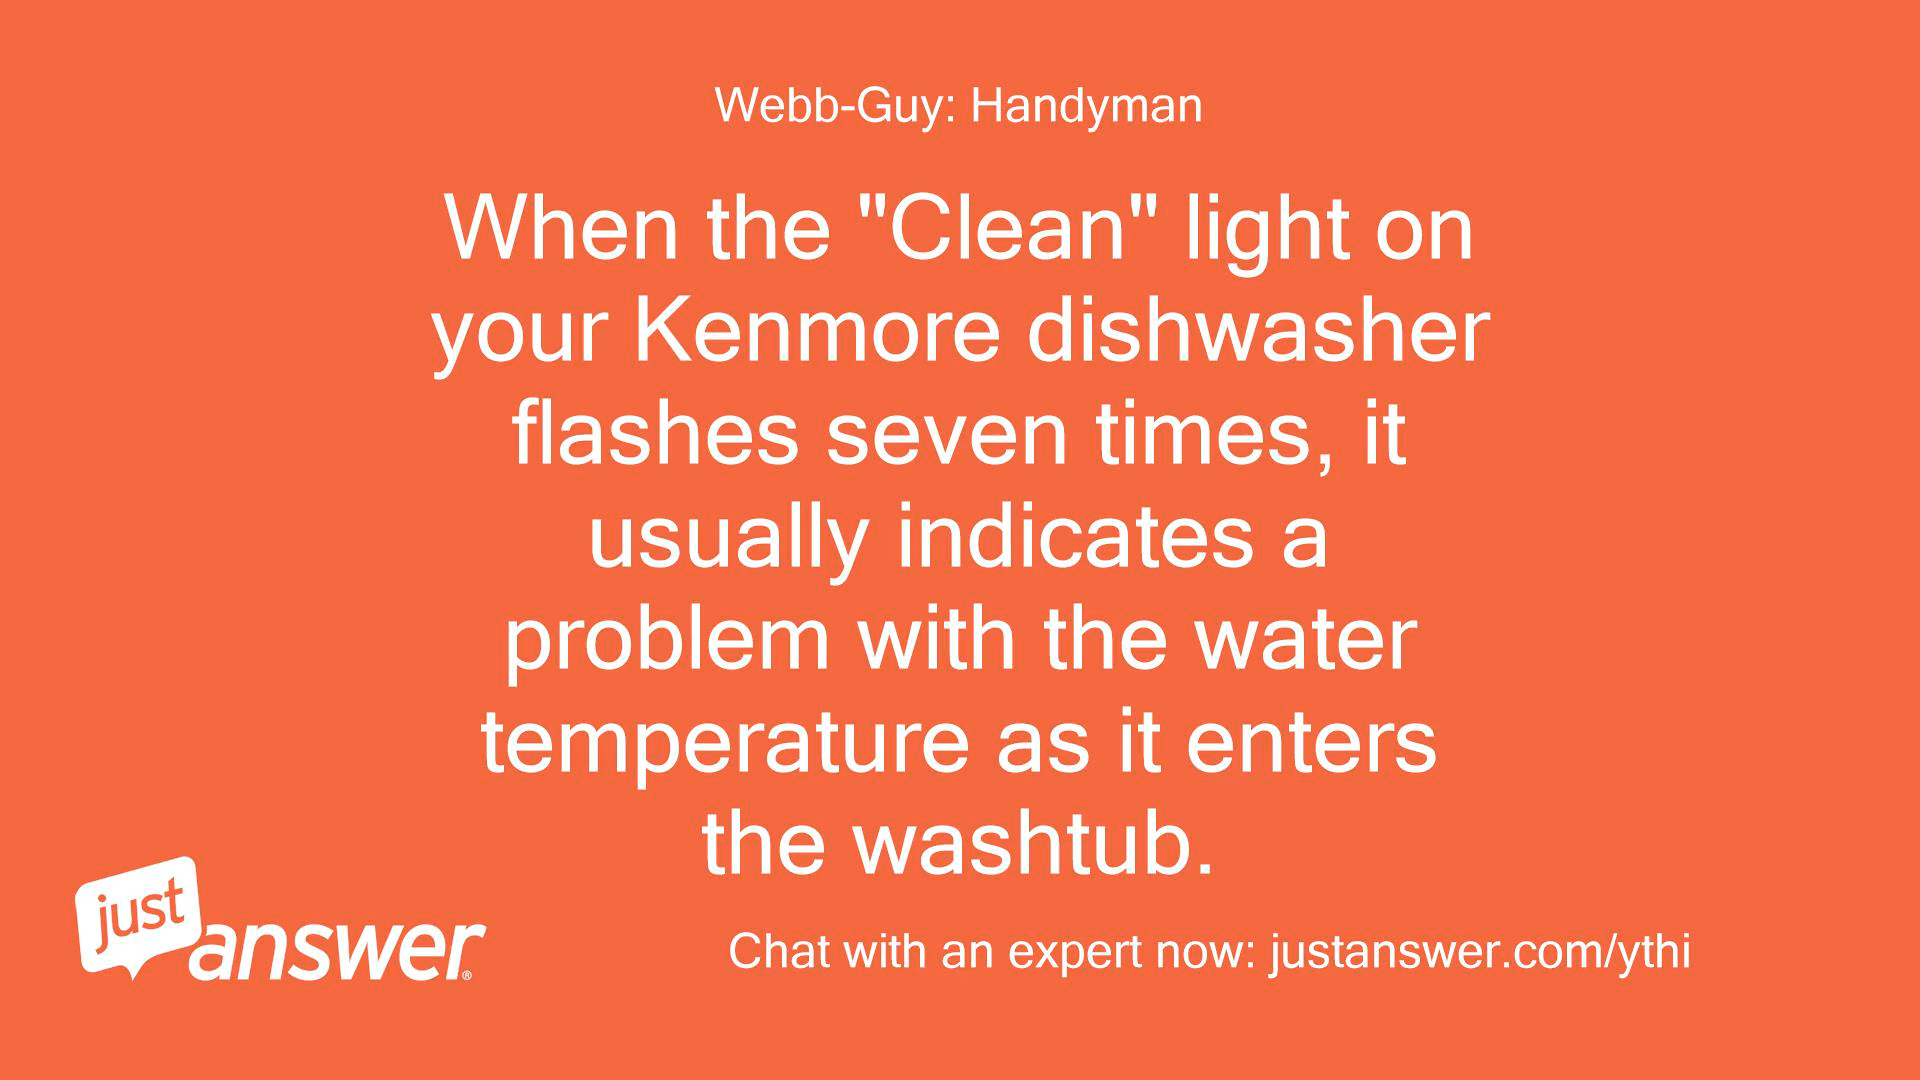 Webb-Guy: Handyman
When the "Clean" light on
your Kenmore dishwasher
flashes seven times, it
usually indicates a
problem with the water
temperature as it enters
the washtub.
just
answer®
Chat with an expert now: justanswer.com/ythi